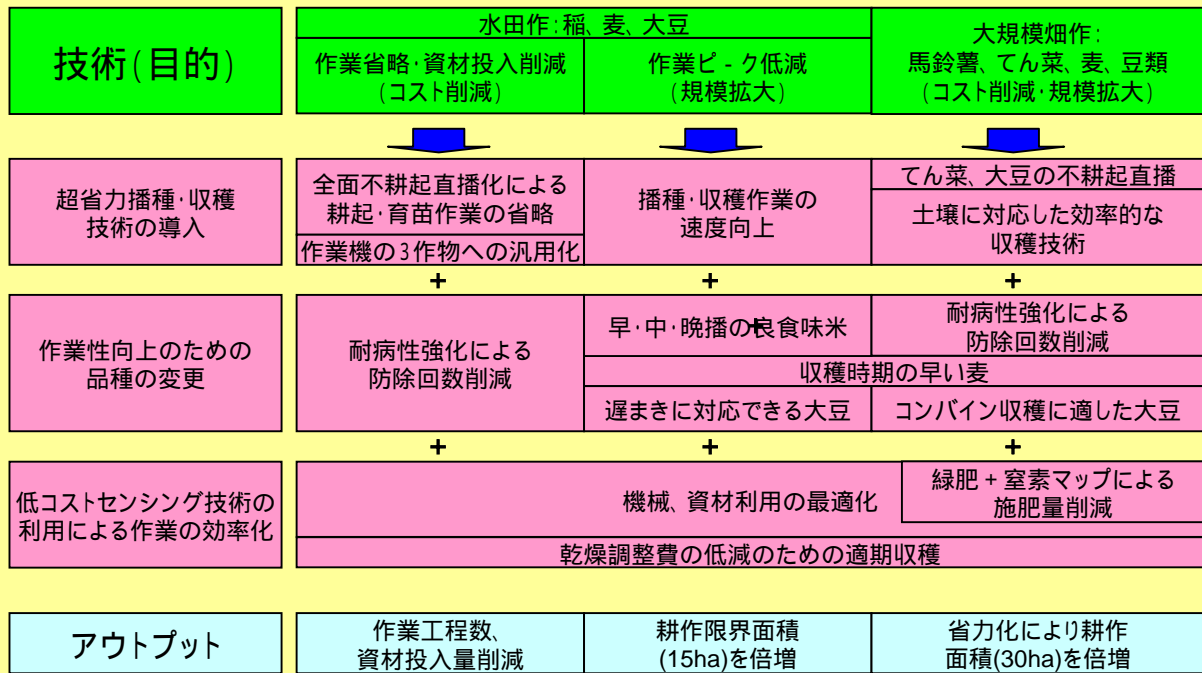 技術(目的)
水田作:稲、麦、大豆
作業省略・資材投入削減
(コスト削減)
作業ピ-ク低減
(規模拡大)
大規模畑作:
馬鈴薯、てん菜、麦、豆類
(コスト削減・規模拡大)
超省力播種・収穫
技術の導入
全面不耕起直播化による
耕起・育苗作業の省略
作業機の3作物への汎用化
播種・収穫作業の
速度向上
てん菜、大豆の不耕起直播
土壌に対応した効率的な
収穫技術
+
+
+
作業性向上のための
品種の変更
耐病性強化による
防除回数削減
早・中・晩播の良食味米
+
耐病性強化による
防除回数削減
収穫時期の早い麦
遅まきに対応できる大豆
コンバイン収穫に適した大豆
+
+
+
低コストセンシング技術の
利用による作業の効率化
機械、資材利用の最適化
緑肥+窒素マップによる
施肥量削減
乾燥調整費の低減のための適期収穫
アウトプット
作業工程数、
資材投入量削減
耕作限界面積
(15ha)を倍増
省力化により耕作
面積(30ha)を倍増